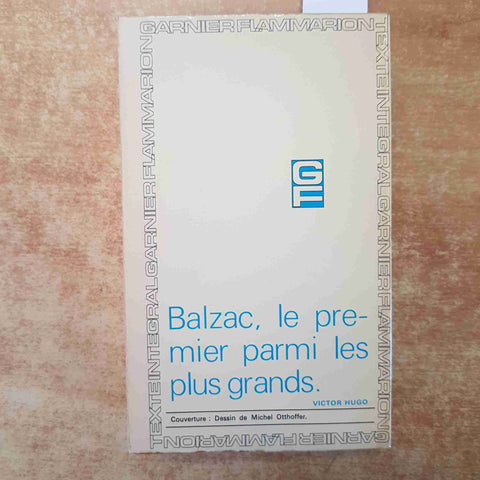 GARNIER FLAMMARION
TEXTE INTEGRAL GARNIER FLAMMARION
TEXTE INTEGRAL GARNIER FLAMMARION
GF
Balzac, le pre-
mier parmi les
plus grands.
VICTOR HUGO
Couverture : Dessin de Michel Otthoffer.
GARNIER FLAMMARION